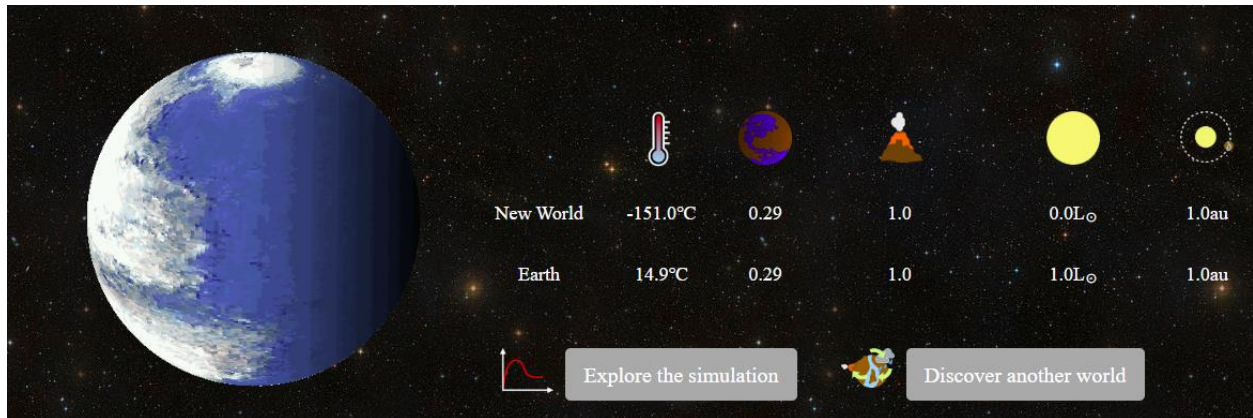 New World -151.0℃ 0.29 1.0 0.0L⊙ 1.0au
Earth 14.9℃ 0.29 1.0 1.0L⊙ 1.0au
Explore the simulation Discover another world